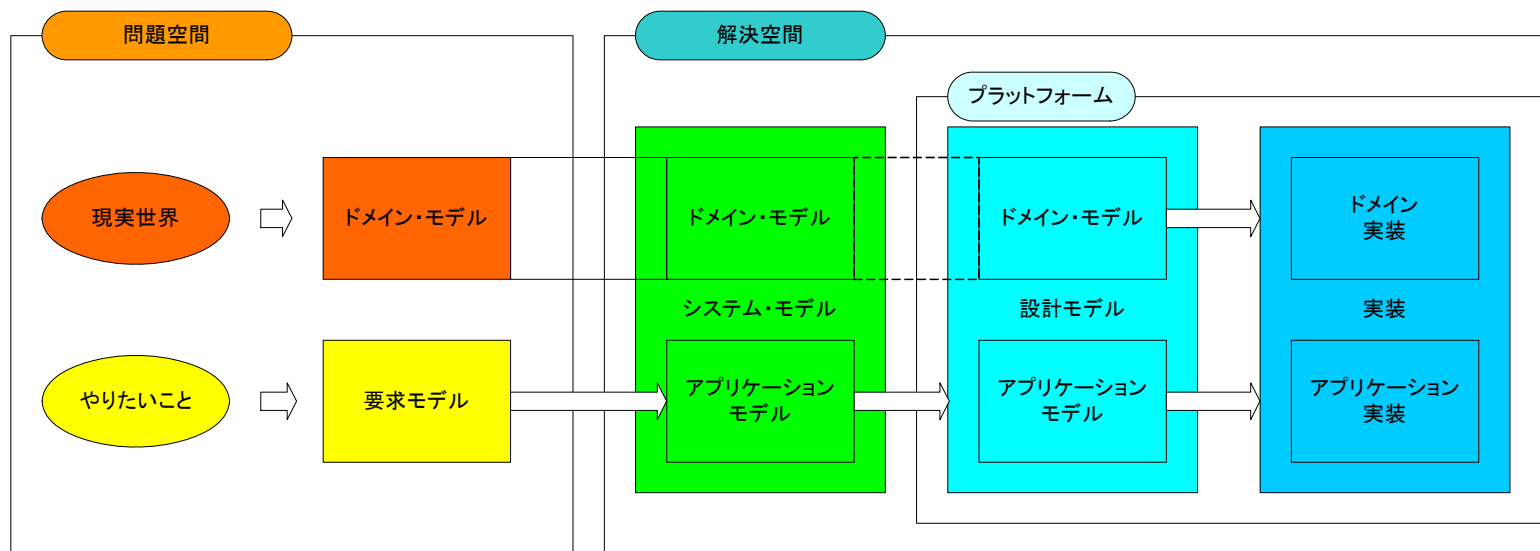 問題空間
解決空間
プラットフォーム
現実世界
ドメイン・モデル
ドメイン・モデル
ドメイン・モデル
ドメイン
実装
システム・モデル
設計モデル
実装
やりたいこと
要求モデル
アプリケーション
モデル
アプリケーション
モデル
アプリケーション
実装